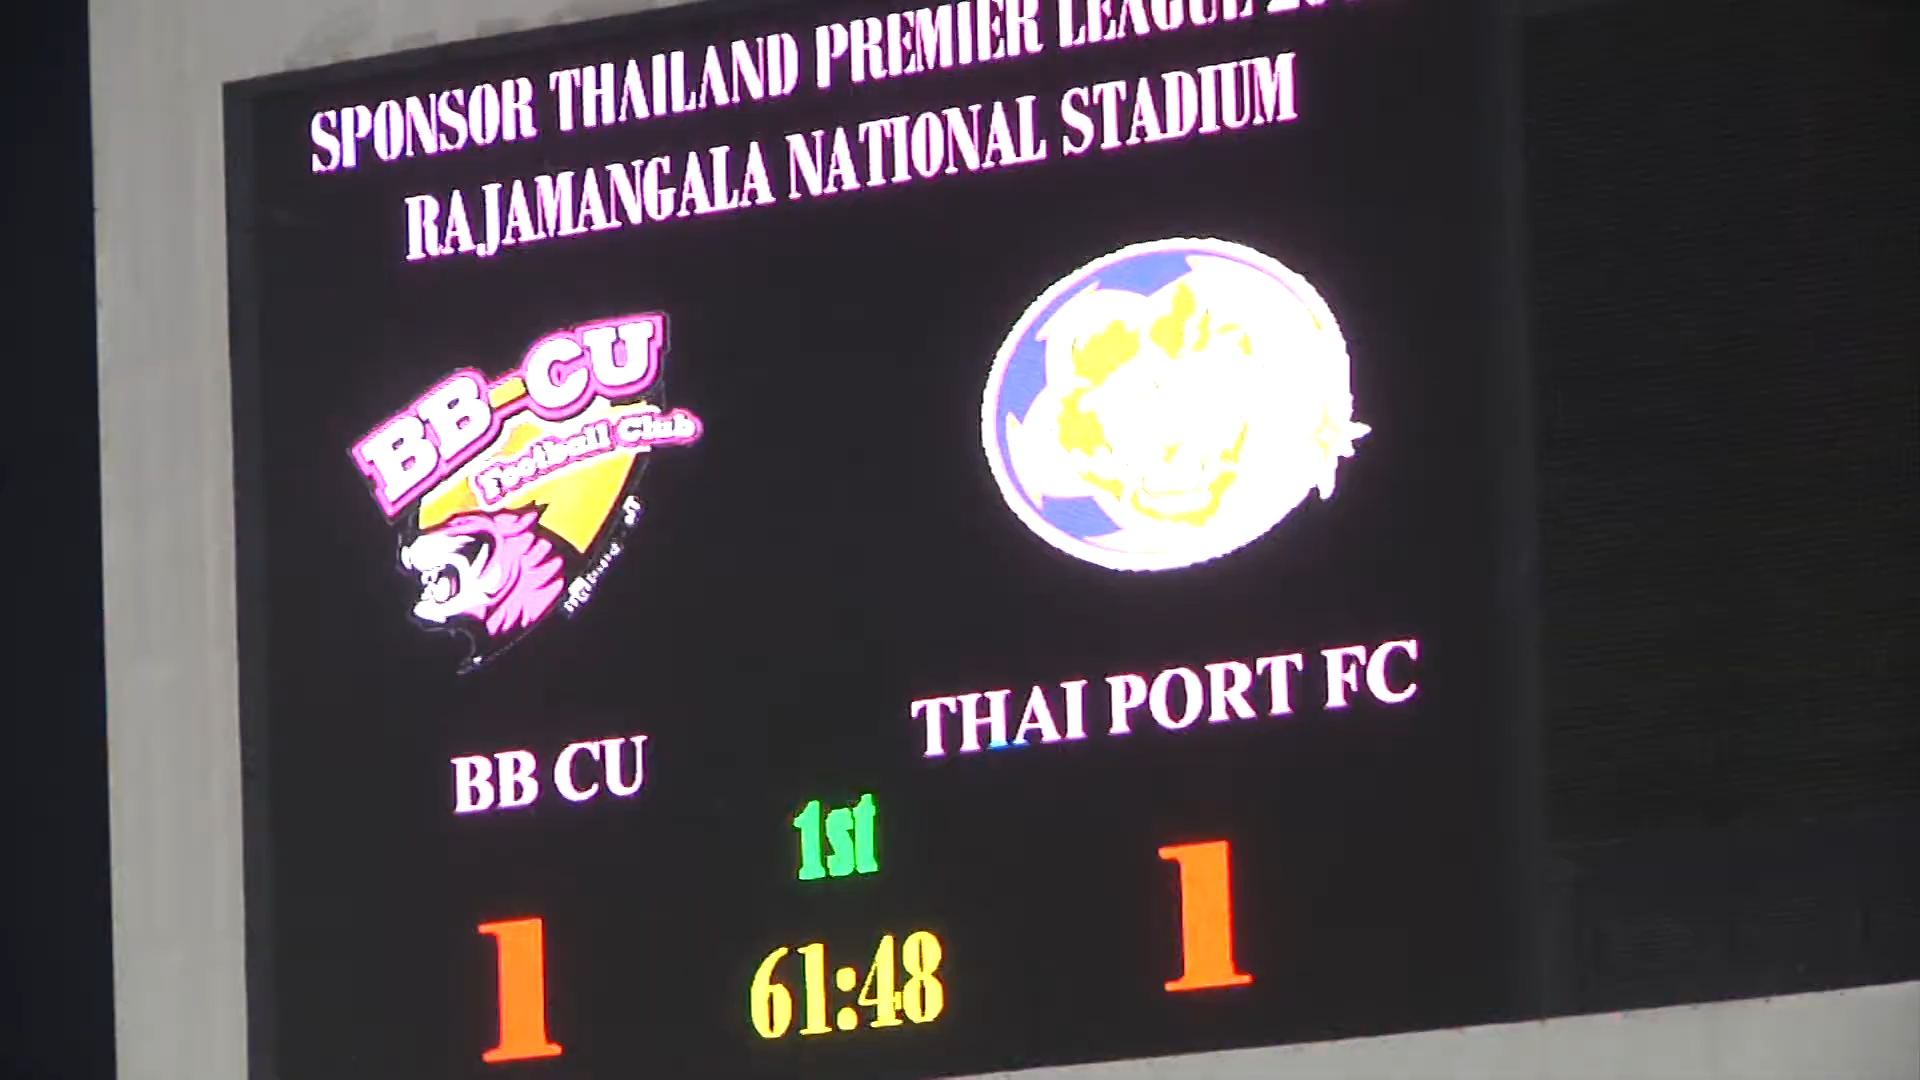 SPONSOR THAILAND PREMIER LEAGUE
RAJAMANGALA NATIONAL STADIUM
BB-CU
Football Club
BB CU
THAI PORT FC
1st
1
61:48
1